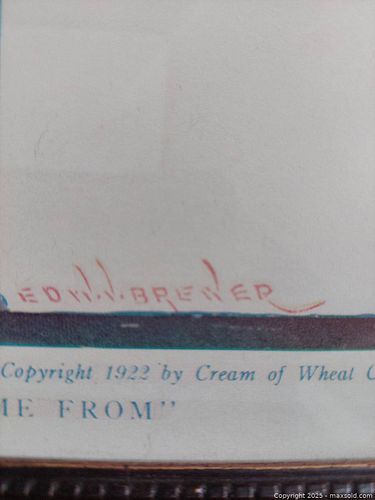 EDW.V.BREWER
Copyright 1922 by Cream of Wheat
ME FROM"
Copyright 2025 - maxsold.com